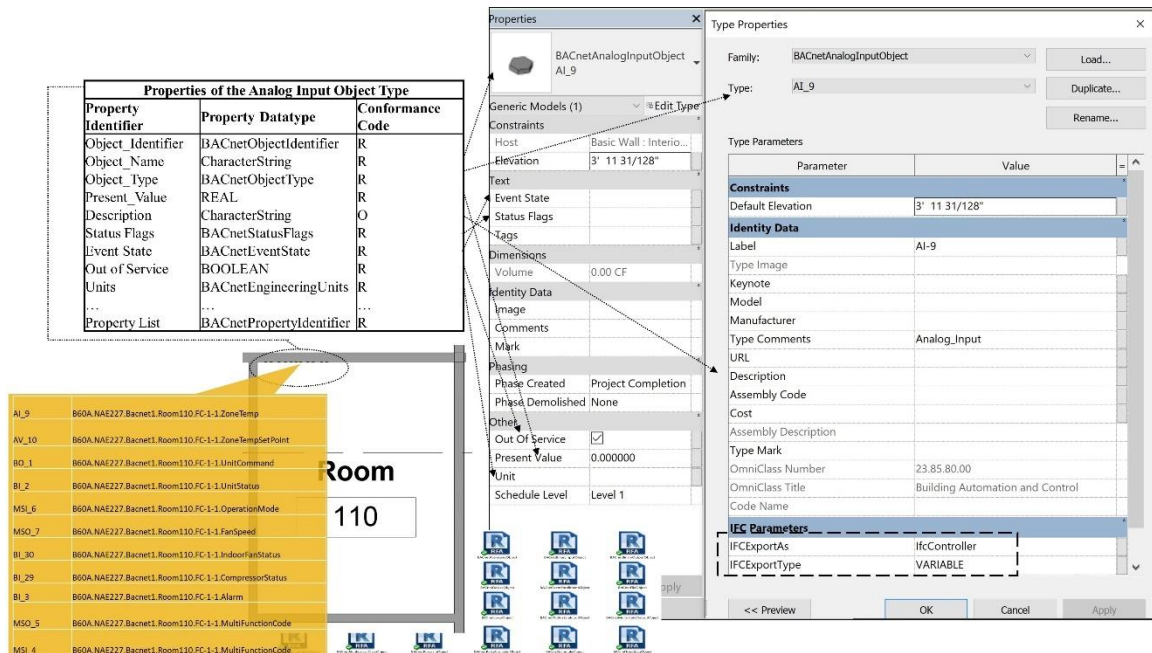 Properties of the Analog Input Object Type
Property Identifier Property Datatype Conformance Code
Object_Identifier BACnetObjectIdentifier R
Object_Name CharacterString R
Object_Type BACnetObjectType R
Present_Value REAL R
Description CharacterString O
Status Flags BACnetStatusFlags R
Event State BACnetEventState R
Out of Service BOOLEAN R
Units BACnetEngineeringUnits R
... ...
Property List BACnetPropertyIdentifier R
AI_9 B60A.NAE227.Bacnet1.Room110.FC-1-1.ZoneTemp
AV_10 B60A.NAE227.Bacnet1.Room110.FC-1-1.ZoneTempSetPoint
BO_1 B60A.NAE227.Bacnet1.Room110.FC-1-1.UnitCommand
BI_2 B60A.NAE227.Bacnet1.Room110.FC-1-1.UnitStatus
MSI_6 B60A.NAE227.Bacnet1.Room110.FC-1-1.OperationMode
MSO_7 B60A.NAE227.Bacnet1.Room110.FC-1-1.FanSpeed
BI_30 B60A.NAE227.Bacnet1.Room110.FC-1-1.IndoorFanStatus
BI_29 B60A.NAE227.Bacnet1.Room110.FC-1-1.CompressorStatus
BI_3 B60A.NAE227.Bacnet1.Room110.FC-1-1.Alarm
MSO_5 B60A.NAE227.Bacnet1.Room110.FC-1-1.MultiFunctionCode
MSI_4 B60A.NAE227.Bacnet1.Room110.FC-1-1.MultiFunctionCode
Room
110
Properties
BACnetAnalogInputObject
AI_9
Generic Models (1) Edit Type
Constraints
Host Basic Wall : Interio...
Elevation 3' 11 31/128"
Text
Event State
Status Flags
Tags
Dimensions
Volume 0.00 CF
Identity Data
Image
Comments
Mark
Phasing
Phase Created Project Completion
Phase Demolished None
Other
Out Of Service
Present Value 0.000000
Unit
Schedule Level Level 1
RFA RFA RFA
RFA RFA RFA
RFA RFA RFA
RFA RFA RFA
Type Properties
Family: BACnetAnalogInputObject Load...
Type: AI_9 Duplicate...
Rename...
Type Parameters
Parameter Value =
Constraints
Default Elevation 3' 11 31/128"
Identity Data
Label AI-9
Type Image
Keynote
Model
Manufacturer
Type Comments Analog_Input
URL
Description
Assembly Code
Cost
Assembly Description
Type Mark
OmniClass Number 23.85.80.00
OmniClass Title Building Automation and Control
Code Name
IFC Parameters
IFCExportAs IfcController
IFCExportType VARIABLE
<< Preview OK Cancel Apply